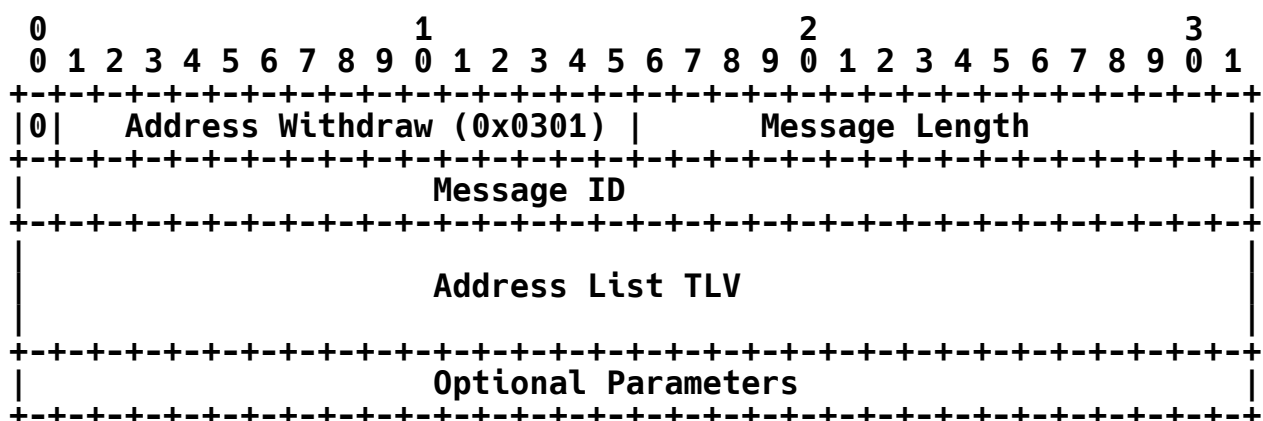 0                   1                   2                   3
 0 1 2 3 4 5 6 7 8 9 0 1 2 3 4 5 6 7 8 9 0 1 2 3 4 5 6 7 8 9 0 1
+-+-+-+-+-+-+-+-+-+-+-+-+-+-+-+-+-+-+-+-+-+-+-+-+-+-+-+-+-+-+-+-+
|0|   Address Withdraw (0x0301) |      Message Length           |
+-+-+-+-+-+-+-+-+-+-+-+-+-+-+-+-+-+-+-+-+-+-+-+-+-+-+-+-+-+-+-+-+
|                     Message ID                                |
+-+-+-+-+-+-+-+-+-+-+-+-+-+-+-+-+-+-+-+-+-+-+-+-+-+-+-+-+-+-+-+-+
|                                                               |
|                     Address List TLV                          |
|                                                               |
+-+-+-+-+-+-+-+-+-+-+-+-+-+-+-+-+-+-+-+-+-+-+-+-+-+-+-+-+-+-+-+-+
|                     Optional Parameters                       |
+-+-+-+-+-+-+-+-+-+-+-+-+-+-+-+-+-+-+-+-+-+-+-+-+-+-+-+-+-+-+-+-+